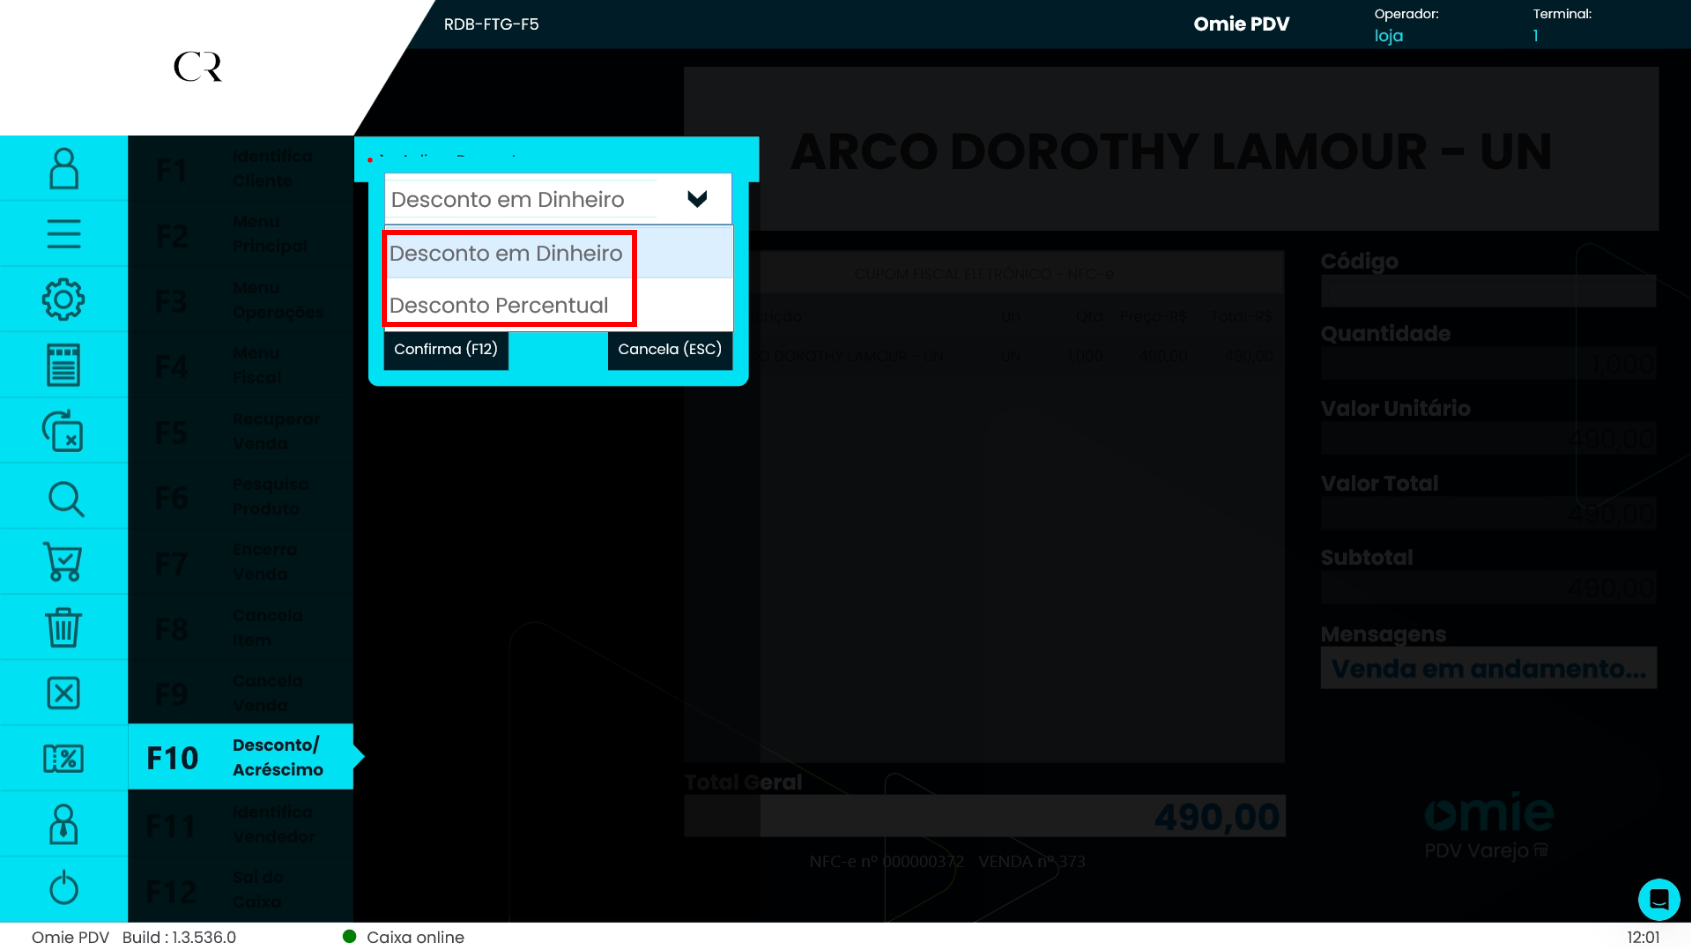 RDB-FTG-F5
Omie PDV
Operador:
loja
Terminal:
1
CR
ARCO DOROTHY LAMOUR - UN
F1 Identifica Cliente
F2 Menu Principal
F3 Menu Operações
F4 Menu Fiscal
F5 Recuperar Venda
F6 Pesquisa Produto
F7 Encerra Venda
F8 Cancela Item
F9 Cancela Venda
F10 Desconto/ Acréscimo
F11 Identifica Vendedor
F12 Sai do Caixa
Desconto em Dinheiro
Desconto em Dinheiro
Desconto Percentual
Confirma (F12)
Cancela (ESC)
CUPOM FISCAL ELETRÔNICO - NFC-e
Un Qtd Preço-R$ Total-R$
DOROTHY LAMOUR - UN UN 1,000 490,00 490,00
Código
Quantidade
1,000
Valor Unitário
490,00
Valor Total
490,00
Subtotal
490,00
Mensagens
Venda em andamento...
Total Geral
490,00
NFC-e nº 000000372 VENDA nº 373
omie
PDV Varejo
Omie PDV Build : 1.3.536.0
Caixa online
12:01